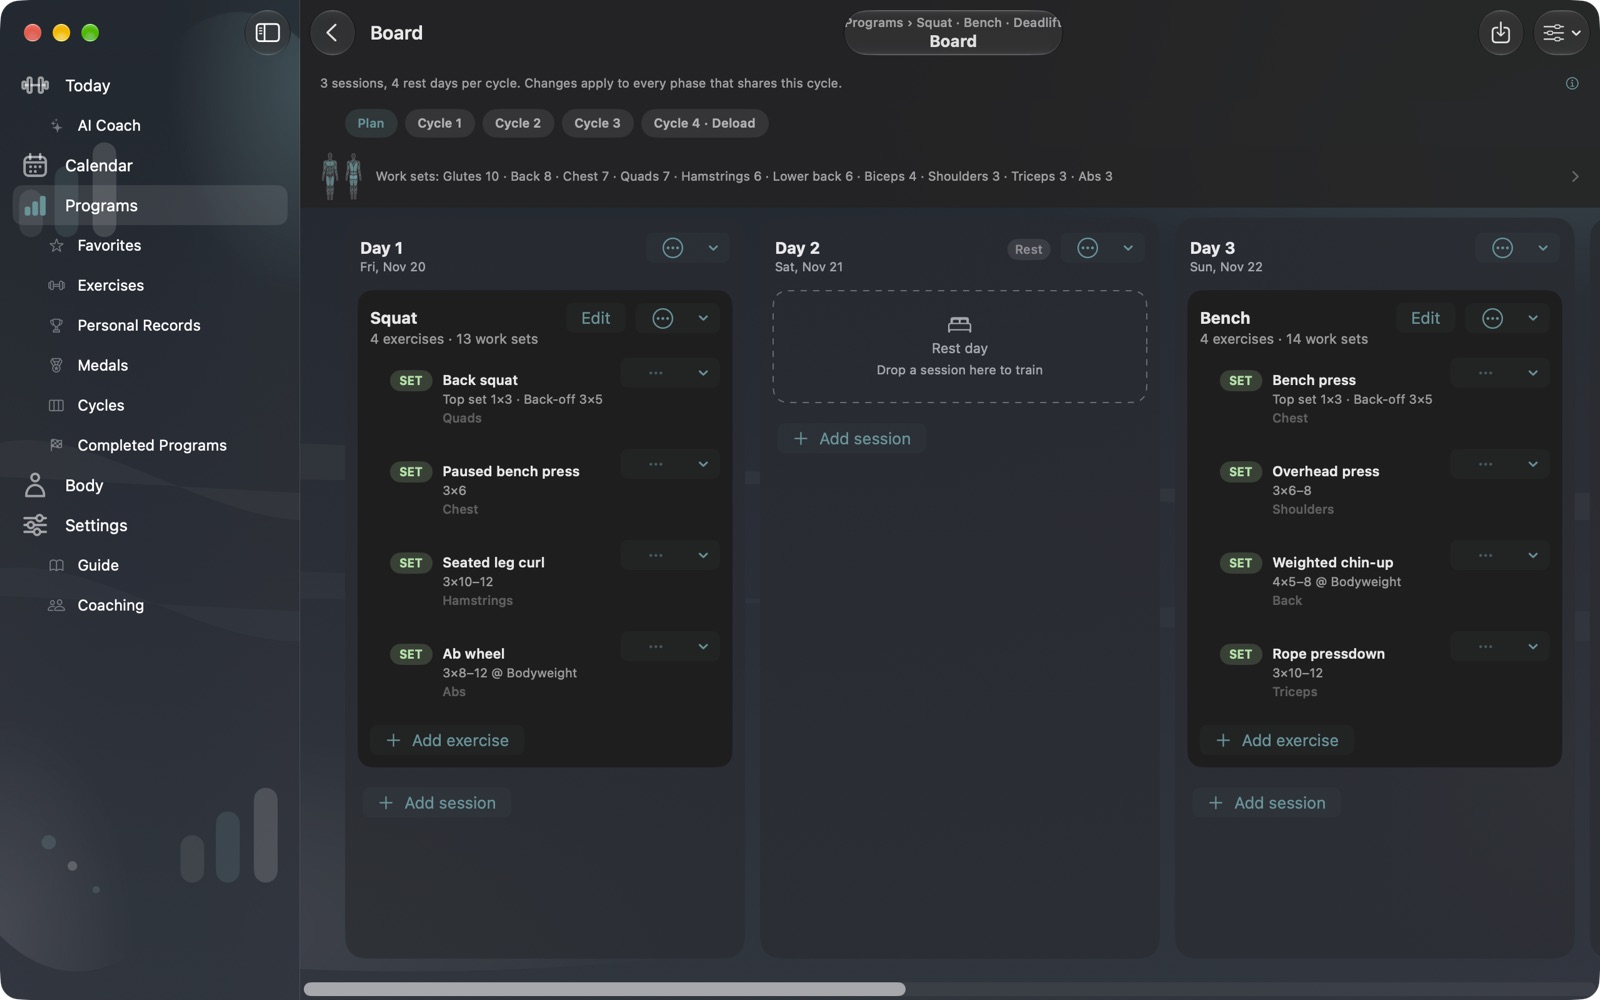 Today
AI Coach
Calendar
Programs
Favorites
Exercises
Personal Records
Medals
Cycles
Completed Programs
Body
Settings
Guide
Coaching
Board
Programs › Squat · Bench · Deadlift
Board
3 sessions, 4 rest days per cycle. Changes apply to every phase that shares this cycle.
Plan
Cycle 1
Cycle 2
Cycle 3
Cycle 4 · Deload
Work sets: Glutes 10 · Back 8 · Chest 7 · Quads 7 · Hamstrings 6 · Lower back 6 · Biceps 4 · Shoulders 3 · Triceps 3 · Abs 3
Day 1
Fri, Nov 20
Squat
Edit
4 exercises · 13 work sets
SET
Back squat
Top set 1×3 · Back-off 3×5
Quads
SET
Paused bench press
3×6
Chest
SET
Seated leg curl
3×10–12
Hamstrings
SET
Ab wheel
3×8–12 @ Bodyweight
Abs
+ Add exercise
+ Add session
Day 2
Rest
Sat, Nov 21
Rest day
Drop a session here to train
+ Add session
Day 3
Sun, Nov 22
Bench
Edit
4 exercises · 14 work sets
SET
Bench press
Top set 1×3 · Back-off 3×5
Chest
SET
Overhead press
3×6–8
Shoulders
SET
Weighted chin-up
4×5–8 @ Bodyweight
Back
SET
Rope pressdown
3×10–12
Triceps
+ Add exercise
+ Add session